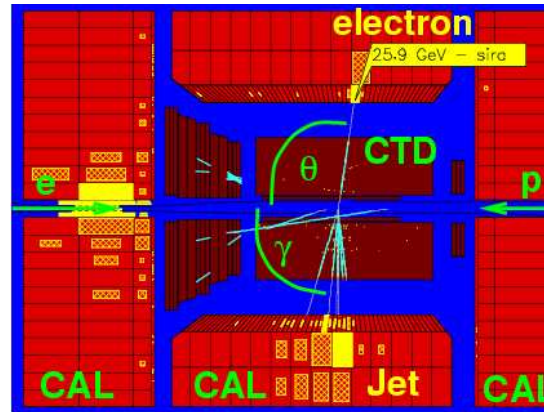 electron
25.9 GeV - sira
CTD
θ
e
p
γ
CAL
CAL
Jet
CAL